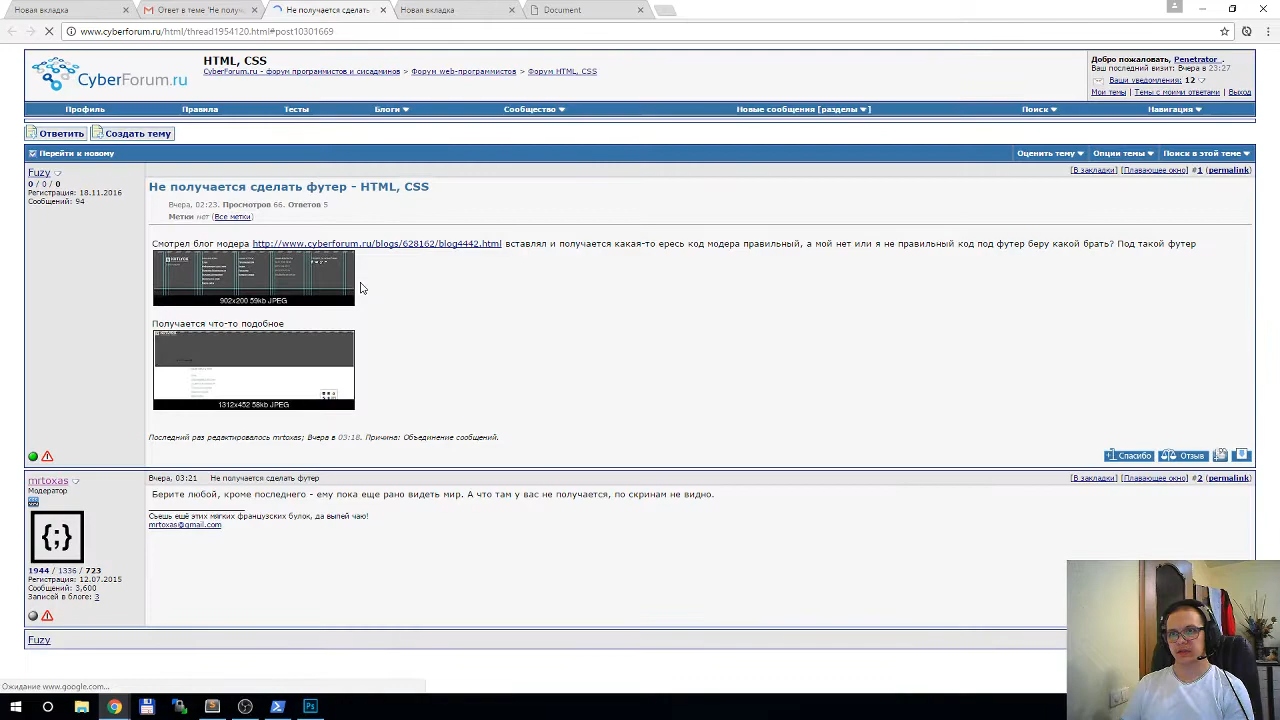 Новая вкладка
Ответ в теме 'Не получ
Не получается сделать
Новая вкладка
Document
www.cyberforum.ru/html/thread1954120.html#post10301669
CyberForum.ru
HTML, CSS
CyberForum.ru - форум программистов и сисадминов > Форум web-программистов > Форум HTML, CSS
Добро пожаловать, Penetrator_.
Ваш последний визит: Вчера в 23:27
Ваши уведомления: 12
Мои темы | Темы с моими ответами | Выход
Профиль Правила Тесты Блоги Сообщество Новые сообщения [разделы ] Поиск Навигация
Ответить Создать тему
Перейти к новому Оценить тему Опции темы Поиск в этой теме
Fuzy
0 / 0 / 0
Регистрация: 18.11.2016
Сообщений: 94
[В закладки] [Плавающее окно] #1 (permalink)
Не получается сделать футер - HTML, CSS
Вчера, 02:23. Просмотров 66. Ответов 5
Метки нет (Все метки)
Смотрел блог модера http://www.cyberforum.ru/blogs/628162/blog4442.html вставлял и получается какая-то ересь код модера правильный, а мой нет или я не правильный код под футер беру какой брать? Под такой футер
902x200 59kb JPEG
Получается что-то подобное
1312x452 58kb JPEG
Последний раз редактировалось mrtoxas; Вчера в 03:18. Причина: Объединение сообщений.
+1 Спасибо Отзыв
mrtoxas
Модератор
{;}
1944 / 1336 / 723
Регистрация: 12.07.2015
Сообщений: 3,600
Записей в блоге: 3
Вчера, 03:21 Не получается сделать футер [В закладки] [Плавающее окно] #2 (permalink)
Берите любой, кроме последнего - ему пока еще рано видеть мир. А что там у вас не получается, по скринам не видно.
Съешь ещё этих мягких французских булок, да выпей чаю!
mrtoxas@gmail.com
Fuzy
Ожидание www.google.com...